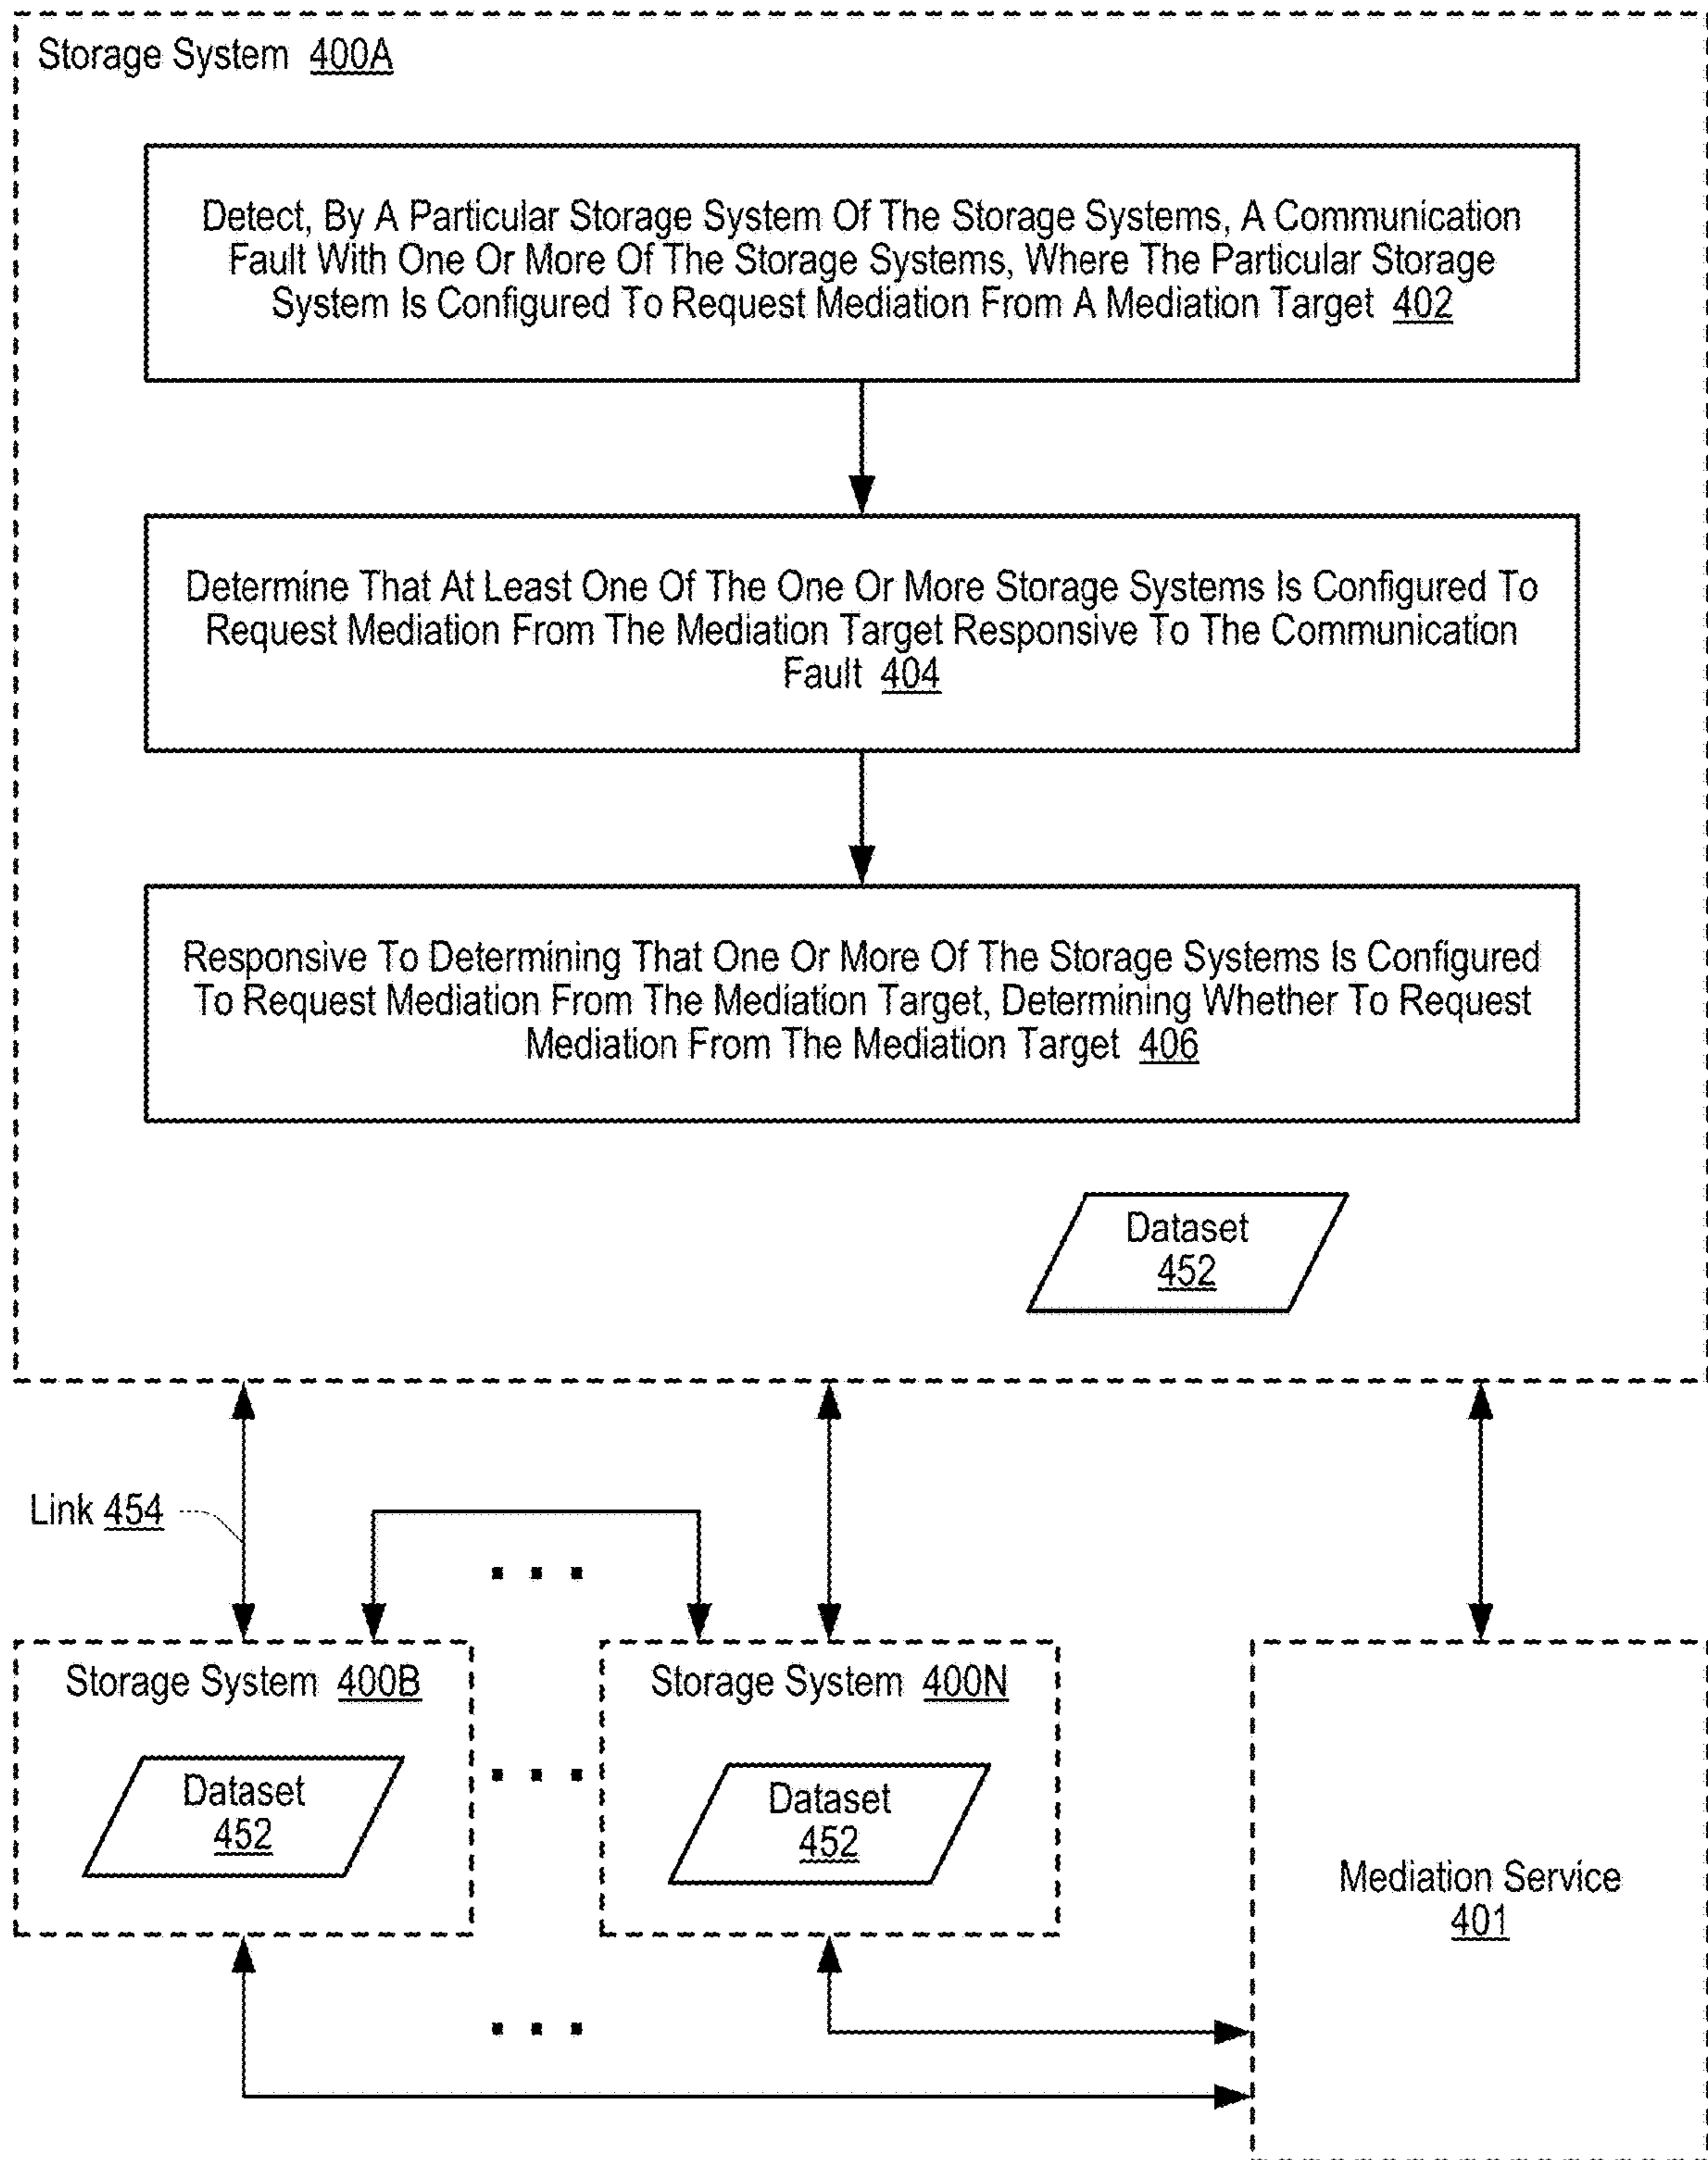 Storage System 400A
Detect, By A Particular Storage System Of The Storage Systems, A Communication
Fault With One Or More Of The Storage Systems, Where The Particular Storage
System Is Configured To Request Mediation From A Mediation Target 402
Determine That At Least One Of The One Or More Storage Systems Is Configured To
Request Mediation From The Mediation Target Responsive To The Communication
Fault 404
Responsive To Determining That One Or More Of The Storage Systems Is Configured
To Request Mediation From The Mediation Target, Determining Whether To Request
Mediation From The Mediation Target 406
Dataset
452
Link 454
Storage System 400B
Dataset
452
Storage System 400N
Dataset
452
Mediation Service
401